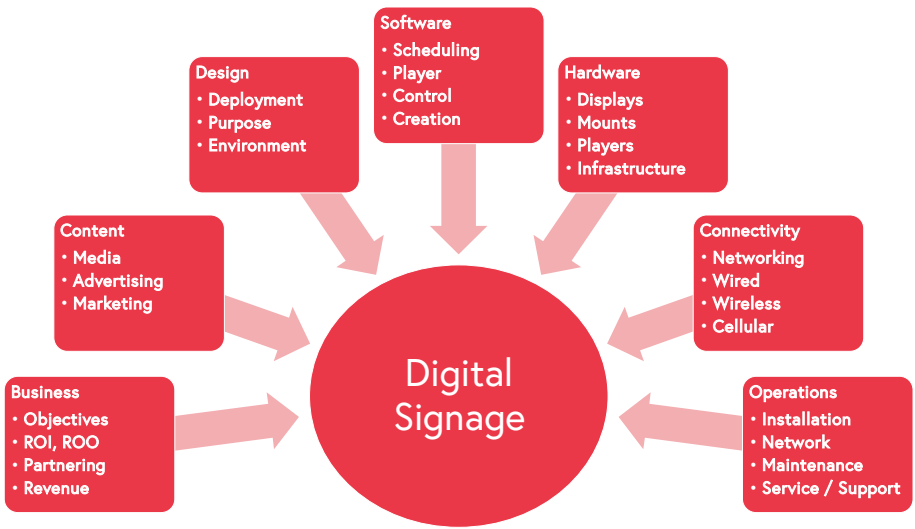 Software
• Scheduling
• Player
• Control
• Creation
Design
• Deployment
• Purpose
• Environment
Hardware
• Displays
• Mounts
• Players
• Infrastructure
Content
• Media
• Advertising
• Marketing
Connectivity
• Networking
• Wired
• Wireless
• Cellular
Digital
Signage
Business
• Objectives
• ROI, ROO
• Partnering
• Revenue
Operations
• Installation
• Network
• Maintenance
• Service / Support